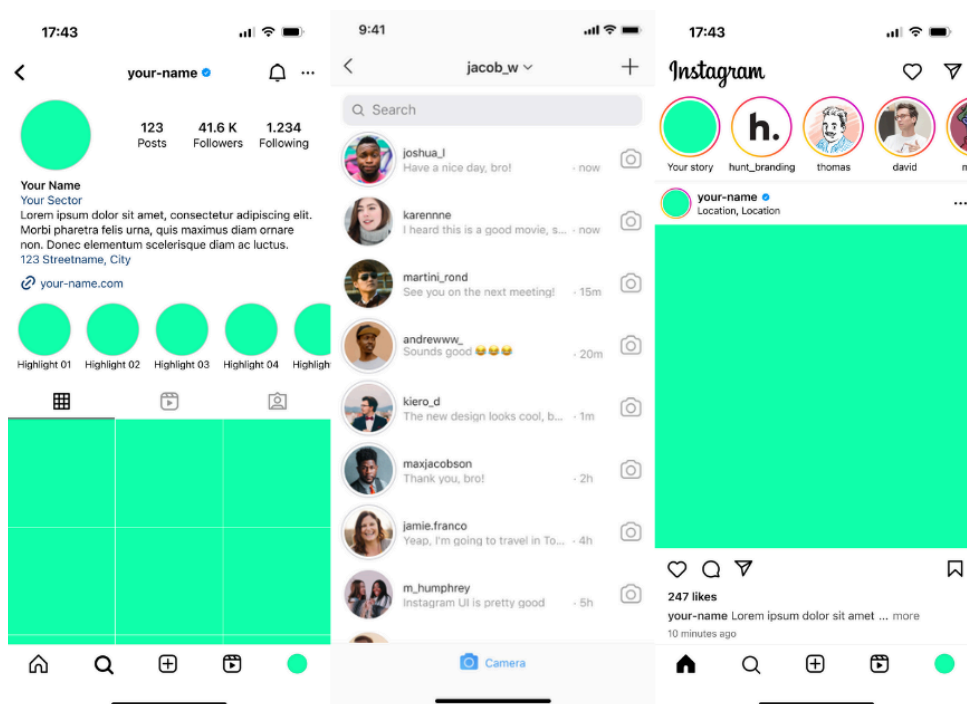 17:43
your-name
123
41.6 K
1.234
Posts
Followers
Following
Your Name
Your Sector
Lorem ipsum dolor sit amet, consectetur adipiscing elit.
Morbi pharetra felis urna, quis maximus diam ornare
non. Donec elementum scelerisque diam ac luctus.
123 Streetname, City
your-name.com
Highlight 01
Highlight 02
Highlight 03
Highlight 04
Highligh
9:41
jacob_w
Search
joshua_l
Have a nice day, bro! · now
karennne
I heard this is a good movie, s... · now
martini_rond
See you on the next meeting! · 15m
andrewww_
Sounds good 😂😂😂 · 20m
kiero_d
The new design looks cool, b... · 1m
maxjacobson
Thank you, bro! · 2h
jamie.franco
Yeap, I'm going to travel in To... · 4h
m_humphrey
Instagram UI is pretty good · 5h
Camera
17:43
Instagram
h.
Your story
hunt_branding
thomas
david
your-name
Location, Location
247 likes
your-name Lorem ipsum dolor sit amet ... more
10 minutes ago